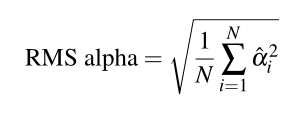 RMS alpha = \sqrt{\frac{1}{N} \sum_{i=1}^{N} \hat{\alpha}_i^2}